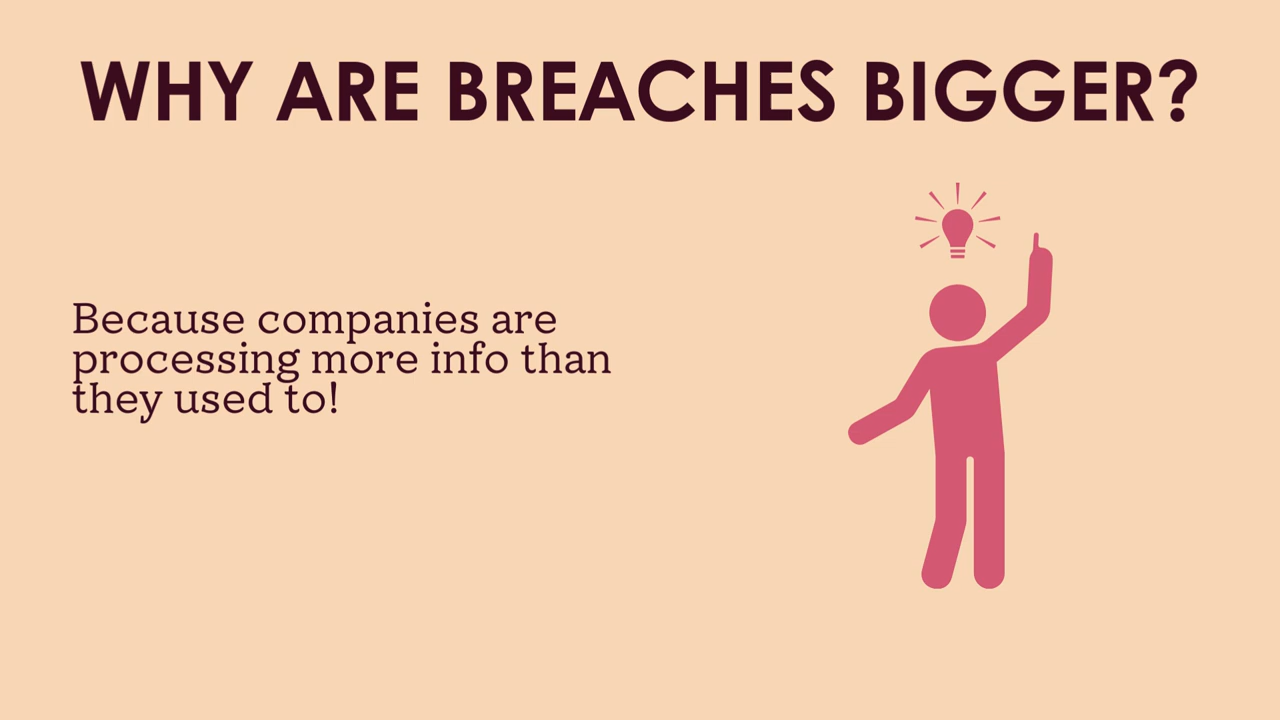 WHY ARE BREACHES BIGGER?
Because companies are
processing more info than
they used to!